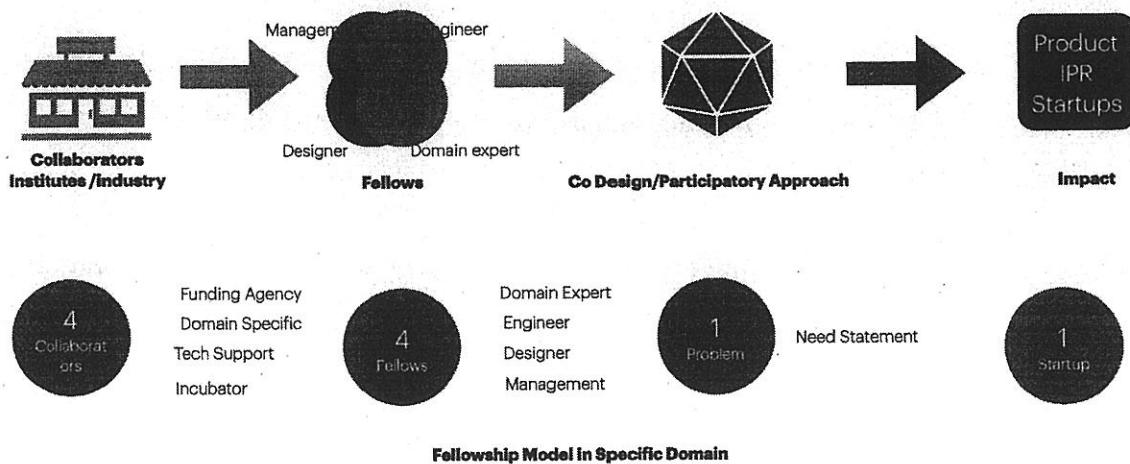 Management
Engineer
Designer
Domain expert
Product
IPR
Startups
Collaborators
Institutes /industry
Fellows
Co Design/Participatory Approach
Impact
4
Collaborat
ors
Funding Agency
Domain Specific
Tech Support
Incubator
4
Fellows
Domain Expert
Engineer
Designer
Management
1
Problem
Need Statement
1
Startup
Fellowship Model in Specific Domain